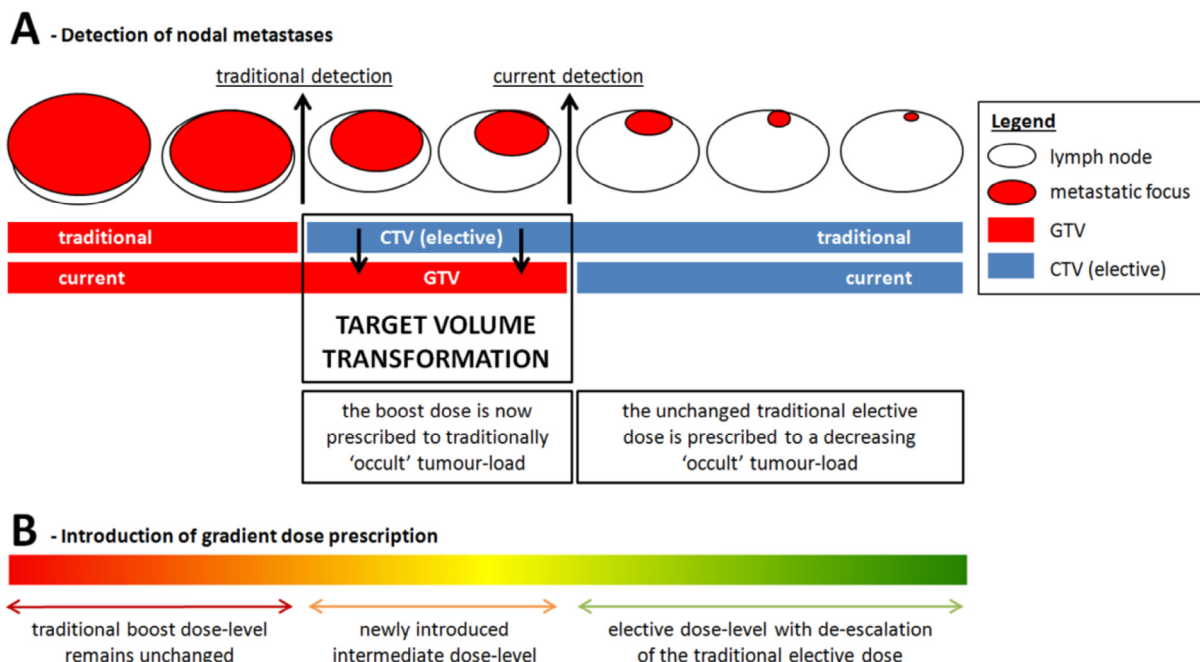 A - Detection of nodal metastases
traditional detection
current detection
Legend
lymph node
metastatic focus
GTV
CTV (elective)
traditional
CTV (elective)
traditional
current
GTV
current
TARGET VOLUME
TRANSFORMATION
the boost dose is now
prescribed to traditionally
‘occult’ tumour-load
the unchanged traditional elective
dose is prescribed to a decreasing
‘occult’ tumour-load
B - Introduction of gradient dose prescription
traditional boost dose-level
remains unchanged
newly introduced
intermediate dose-level
elective dose-level with de-escalation
of the traditional elective dose